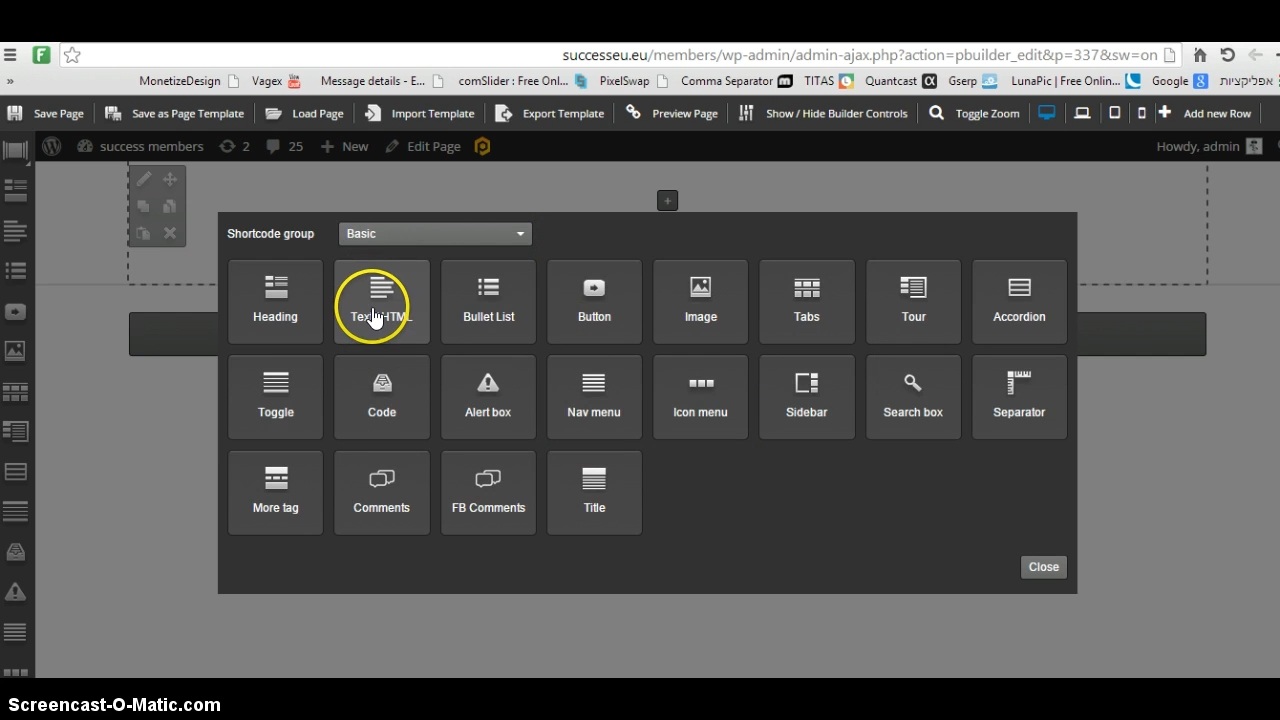 successeu.eu/members/wp-admin/admin-ajax.php?action=pbuilder_edit&p=337&sw=on
» MonetizeDesign Vagex Message details - E... comSlider : Free Onl... PixelSwap Comma Separator TITAS Quantcast Gserp LunaPic | Free Online... Google אפליקציות
Save Page Save as Page Template Load Page Import Template Export Template Preview Page Show / Hide Builder Controls Toggle Zoom Add new Row
success members 2 25 New Edit Page Howdy, admin
Shortcode group Basic
Heading Text/HTML Bullet List Button Image Tabs Tour Accordion
Toggle Code Alert box Nav menu Icon menu Sidebar Search box Separator
More tag Comments FB Comments Title
Close
Screencast-O-Matic.com